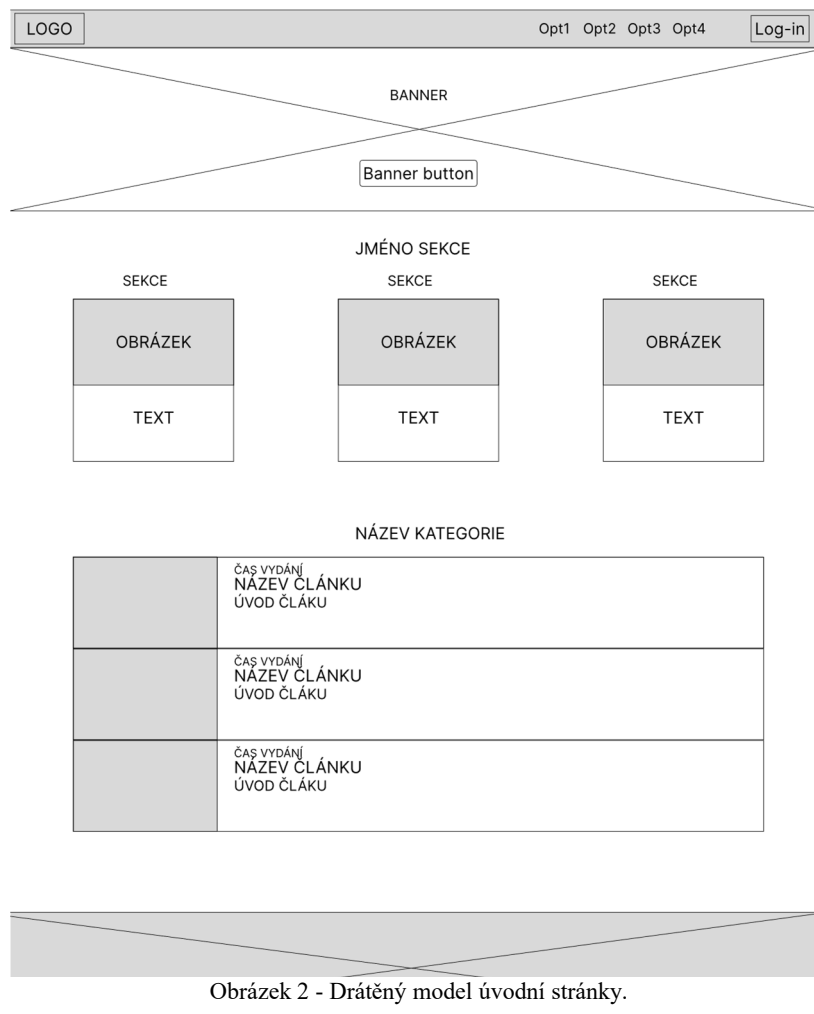 LOGO Opt1 Opt2 Opt3 Opt4 Log-in
BANNER
Banner button
JMÉNO SEKCE
SEKCE SEKCE SEKCE
OBRÁZEK OBRÁZEK OBRÁZEK
TEXT TEXT TEXT
NÁZEV KATEGORIE
ČAS VYDÁNÍ
NÁZEV ČLÁNKU
ÚVOD ČLÁKU
ČAS VYDÁNÍ
NÁZEV ČLÁNKU
ÚVOD ČLÁKU
ČAS VYDÁNÍ
NÁZEV ČLÁNKU
ÚVOD ČLÁKU
Obrázek 2 - Drátěný model úvodní stránky.